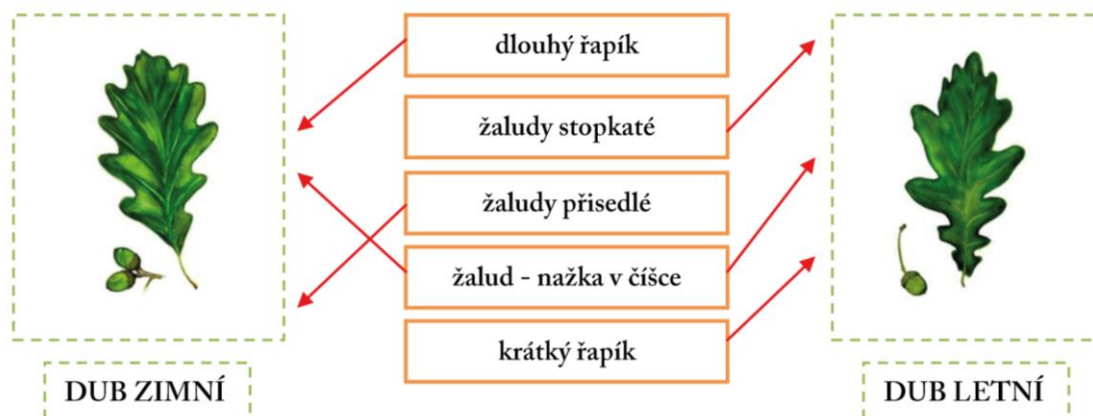 dlouhý řapík
žaludy stopkaté
žaludy přisedlé
žalud - nažka v číšce
krátký řapík
DUB ZIMNÍ
DUB LETNÍ